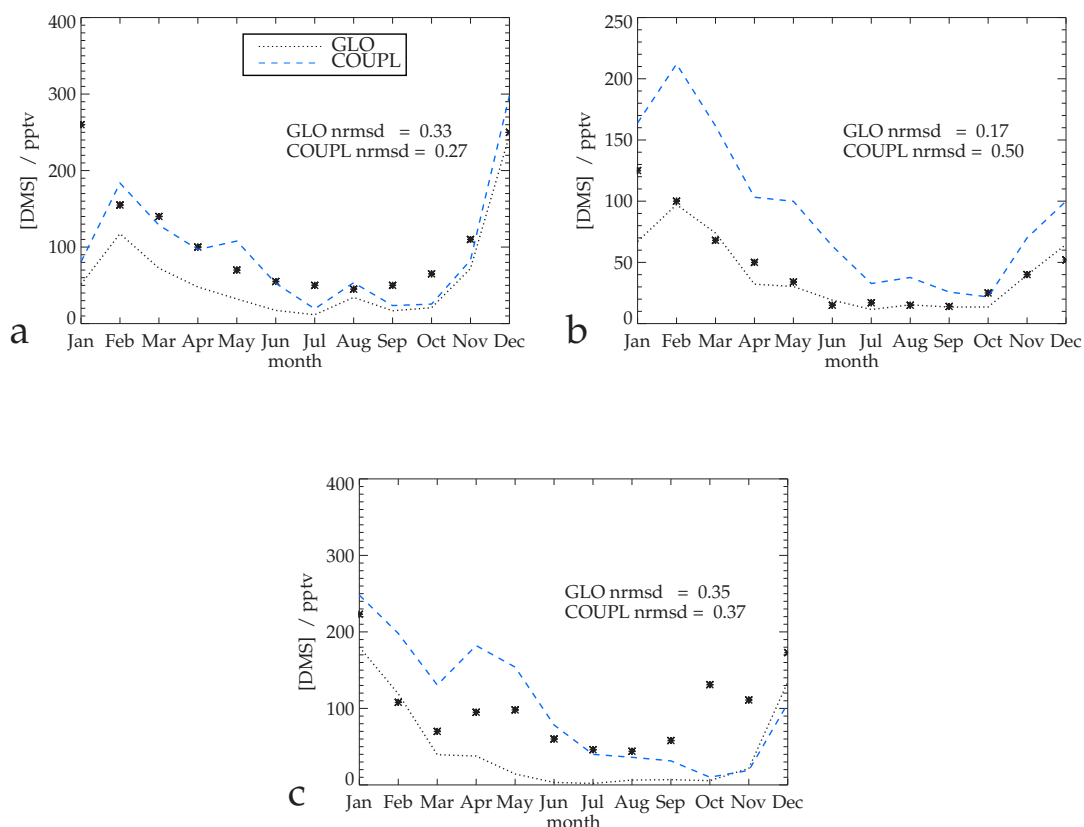 400
300
200
100
0
[DMS] / pptv
GLO
COUPL
GLO nrmsd = 0.33
COUPL nrmsd = 0.27
a
Jan Feb Mar Apr May Jun Jul Aug Sep Oct Nov Dec
month
250
200
150
100
50
0
[DMS] / pptv
GLO nrmsd = 0.17
COUPL nrmsd = 0.50
b
Jan Feb Mar Apr May Jun Jul Aug Sep Oct Nov Dec
month
400
300
200
100
0
[DMS] / pptv
GLO nrmsd = 0.35
COUPL nrmsd = 0.37
c
Jan Feb Mar Apr May Jun Jul Aug Sep Oct Nov Dec
month